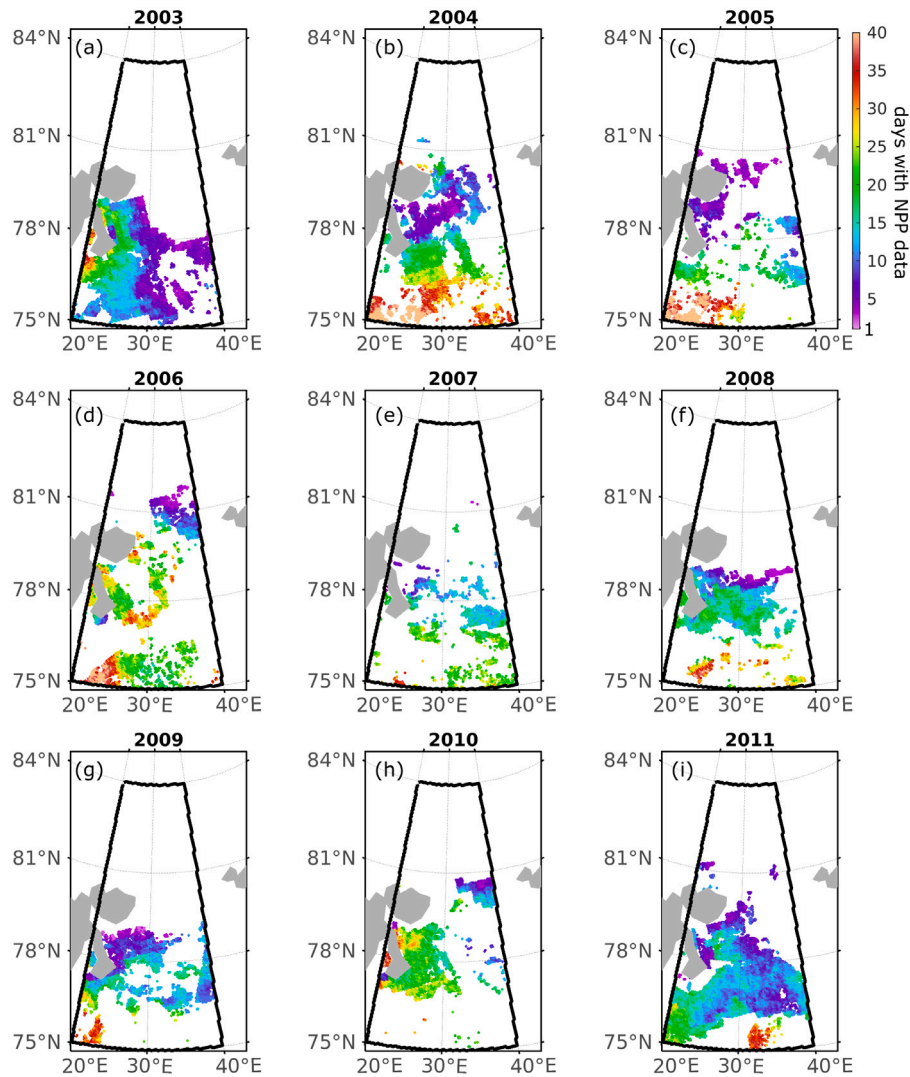 2003
2004
2005
(a)
(b)
(c)
84°N
84°N
84°N
81°N
81°N
81°N
78°N
78°N
78°N
75°N
75°N
75°N
20°E
30°E
40°E
20°E
30°E
40°E
20°E
30°E
40°E
40
35
30
25
20
15
10
5
1
days with NPP data
2006
2007
2008
(d)
(e)
(f)
84°N
84°N
84°N
81°N
81°N
81°N
78°N
78°N
78°N
75°N
75°N
75°N
20°E
30°E
40°E
20°E
30°E
40°E
20°E
30°E
40°E
2009
2010
2011
(g)
(h)
(i)
84°N
84°N
84°N
81°N
81°N
81°N
78°N
78°N
78°N
75°N
75°N
75°N
20°E
30°E
40°E
20°E
30°E
40°E
20°E
30°E
40°E